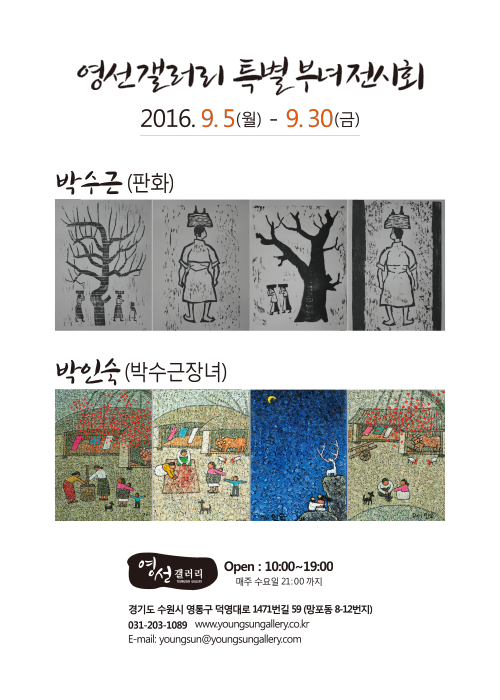 영선갤러리 특별 부녀전시회
2016. 9. 5(월) - 9. 30(금)
박수근 (판화)
박인숙 (박수근장녀)
영선갤러리
YOUNGSUN GALLERY
Open : 10:00~19:00
매주 수요일 21:00 까지
경기도 수원시 영통구 덕영대로 1471번길 59 (망포동 8-12번지)
031-203-1089 www.youngsungallery.co.kr
E-mail: youngsun@youngsungallery.com